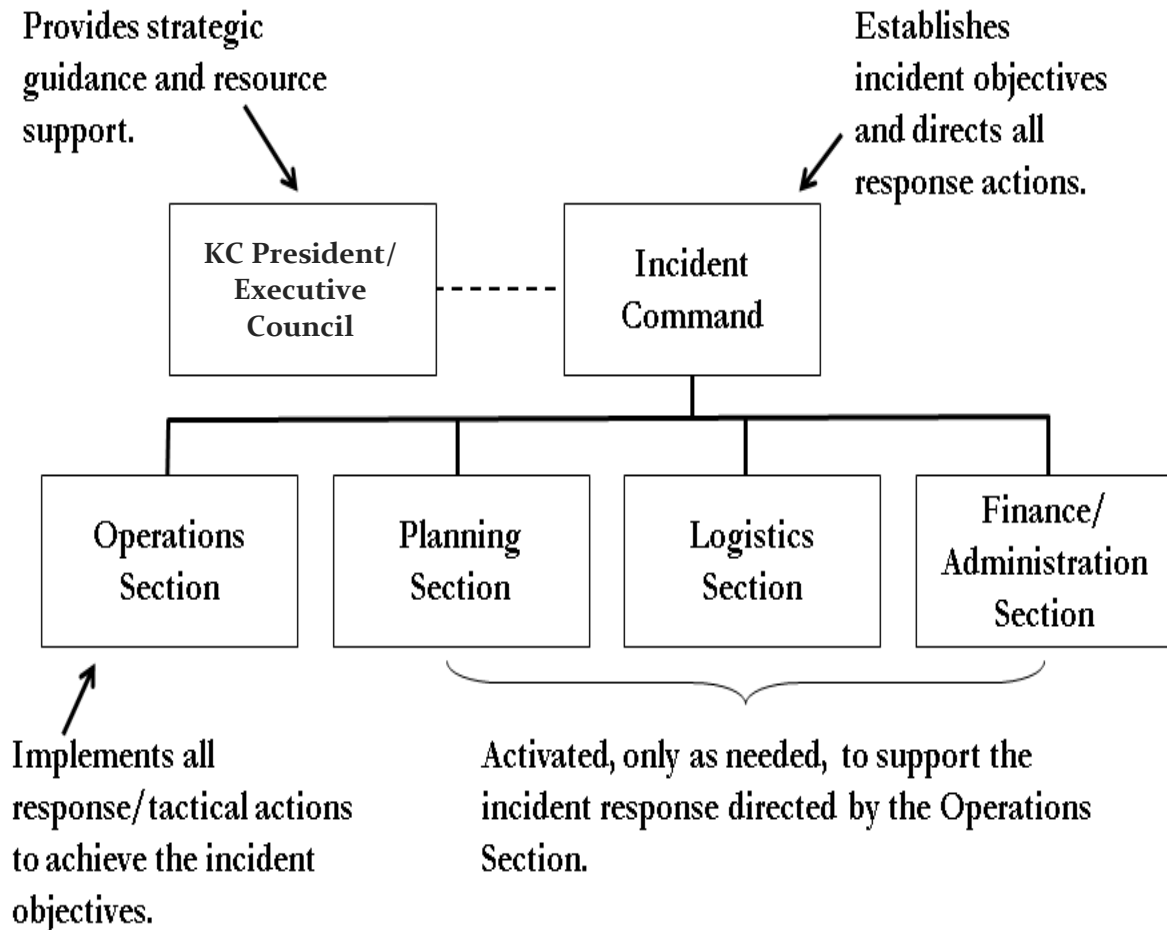 Provides strategic
guidance and resource
support.
Establishes
incident objectives
and directs all
response actions.
KC President/
Executive
Council
Incident
Command
Operations
Section
Planning
Section
Logistics
Section
Finance/
Administration
Section
Implements all
response/tactical actions
to achieve the incident
objectives.
Activated, only as needed, to support the
incident response directed by the Operations
Section.